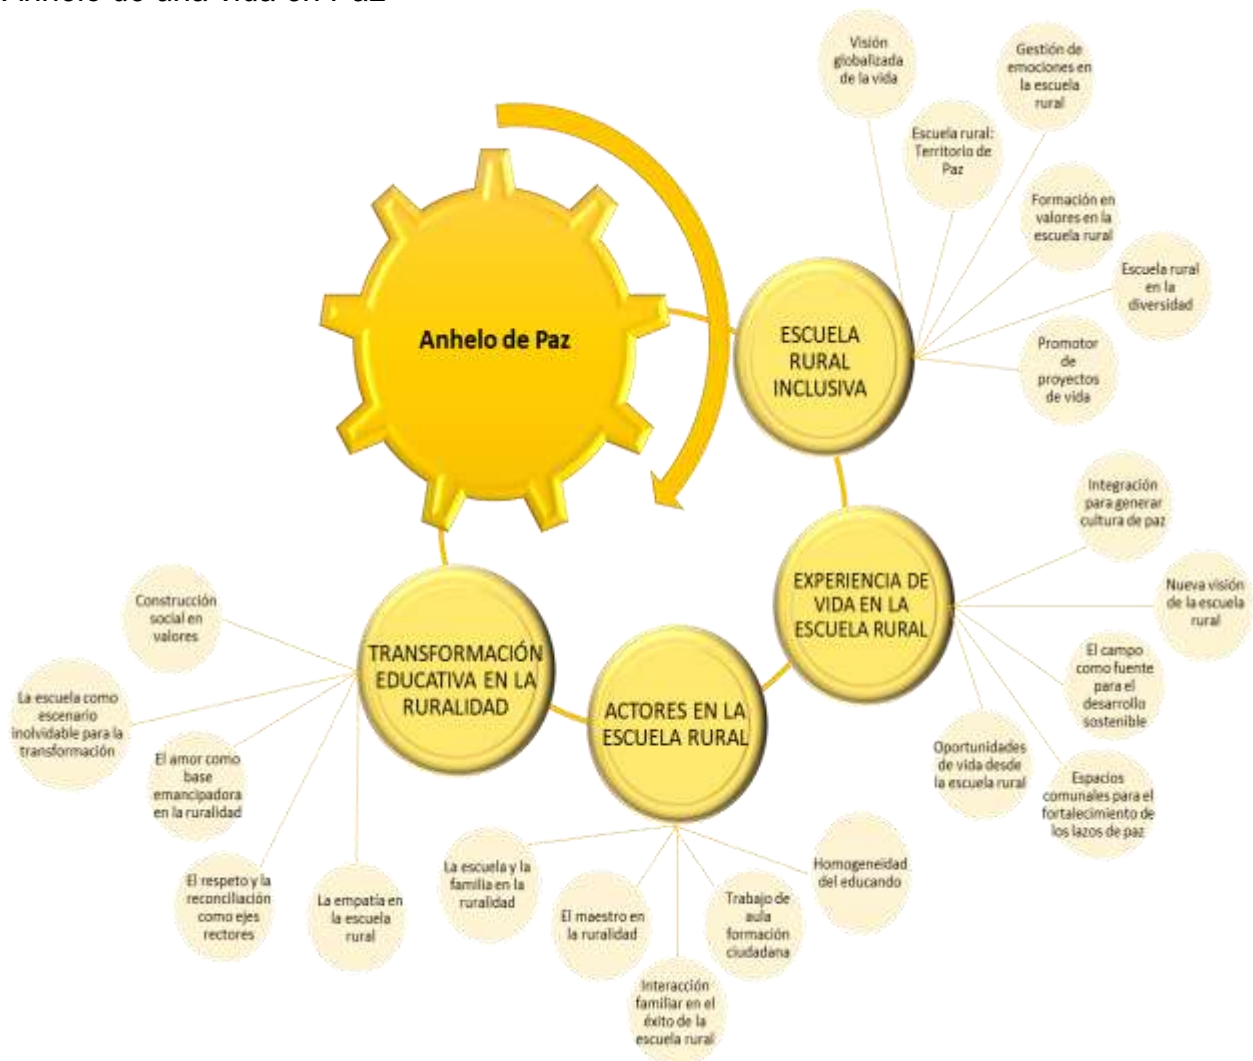 Anhelo de una vida en Paz
Anhelo de Paz
ESCUELA
RURAL
INCLUSIVA
Visión
globalizada
de la vida
Escuela rural:
Territorio de
Paz
Gestión de
emociones en
la escuela
rural
Formación en
valores en la
escuela rural
Escuela rural
en la
diversidad
Promotor
de
proyectos
de vida
EXPERIENCIA DE
VIDA EN LA
ESCUELA RURAL
Integración
para generar
cultura de paz
Nueva visión
de la escuela
rural
El campo
como fuente
para el
desarrollo
sostenible
Espacios
comunales para el
fortalecimiento de
los lazos de paz
Oportunidades
de vida desde
la escuela rural
ACTORES EN LA
ESCUELA RURAL
Homogeneidad
del educando
Trabajo de
aula
formación
ciudadana
Interacción
familiar en el
éxito de la
escuela rural
El maestro en
la ruralidad
La escuela y la
familia en la
ruralidad
TRANSFORMACIÓN
EDUCATIVA EN LA
RURALIDAD
La empatía en
la escuela
rural
El respeto y la
reconciliación
como ejes
rectores
El amor como
base
emancipadora
en la ruralidad
La escuela como
escenario
inolvidable para la
transformación
Construcción
social en
valores